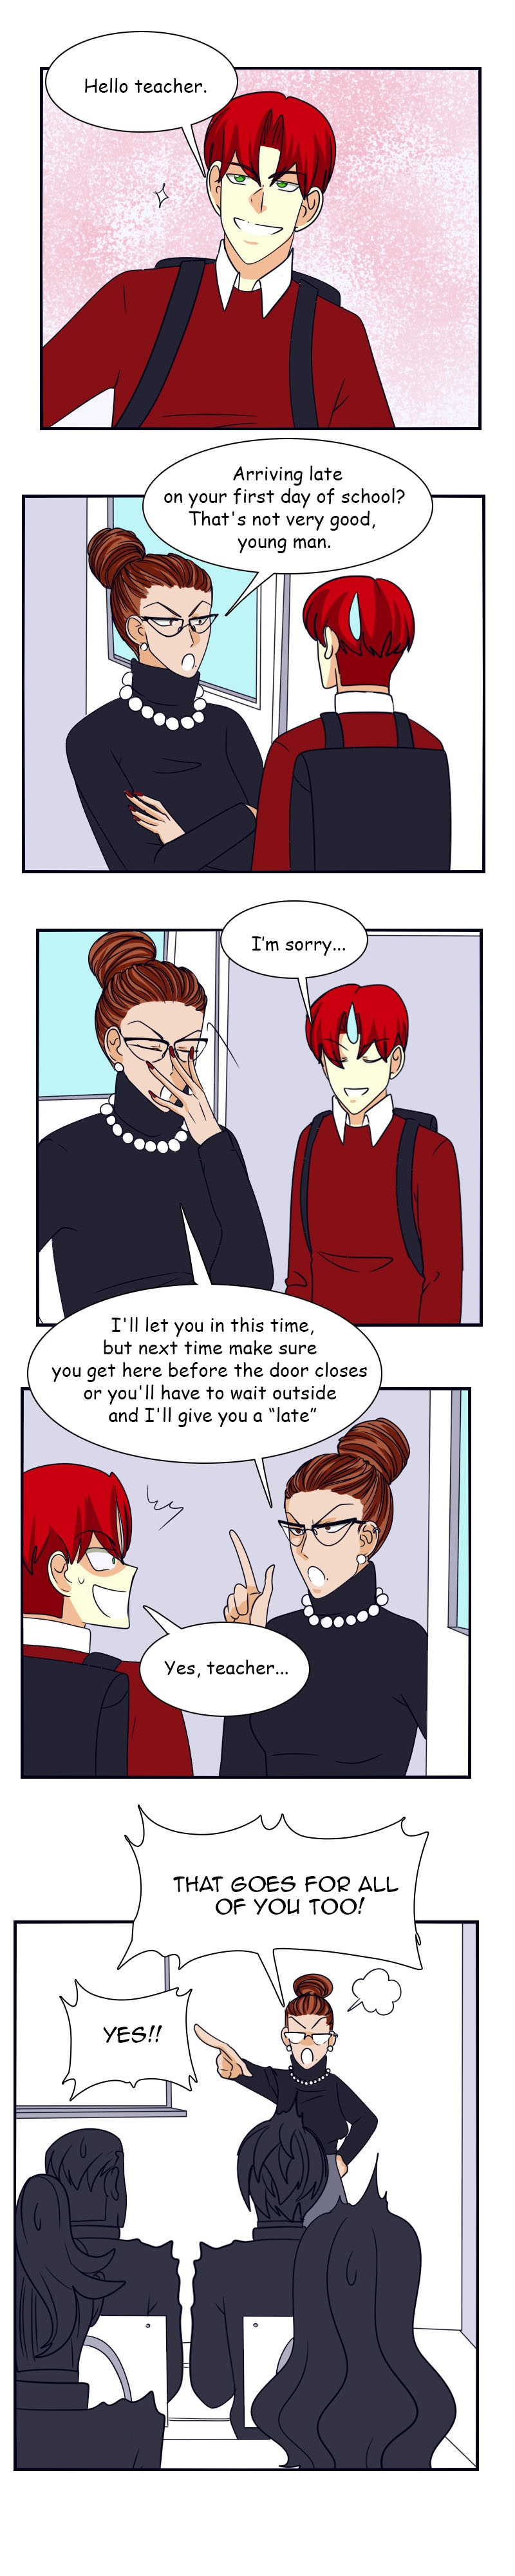 Hello teacher.
Arriving late
on your first day of school?
That's not very good,
young man.
I'm sorry...
I'll let you in this time,
but next time make sure
you get here before the door closes
or you'll have to wait outside
and I'll give you a “late”
Yes, teacher...
THAT GOES FOR ALL
OF YOU TOO!
YES!!